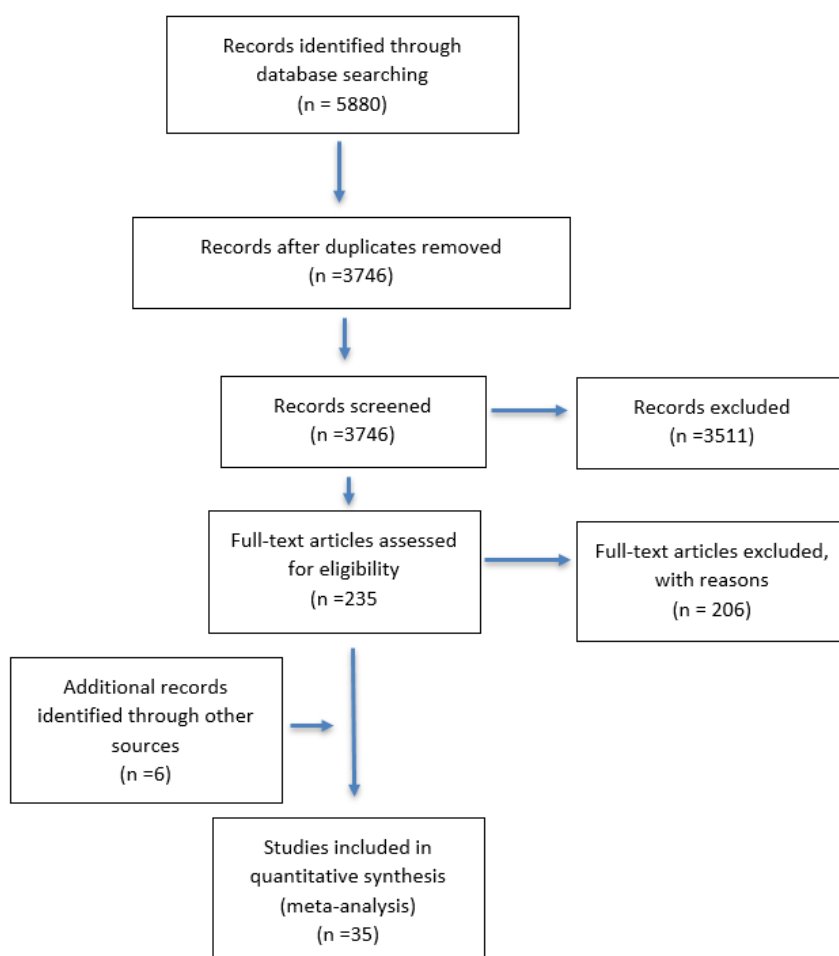 Records identified through
database searching
(n = 5880)
Records after duplicates removed
(n =3746)
Records screened
(n =3746)
Records excluded
(n =3511)
Full-text articles assessed
for eligibility
(n =235
Full-text articles excluded,
with reasons
(n = 206)
Additional records
identified through other
sources
(n =6)
Studies included in
quantitative synthesis
(meta-analysis)
(n =35)